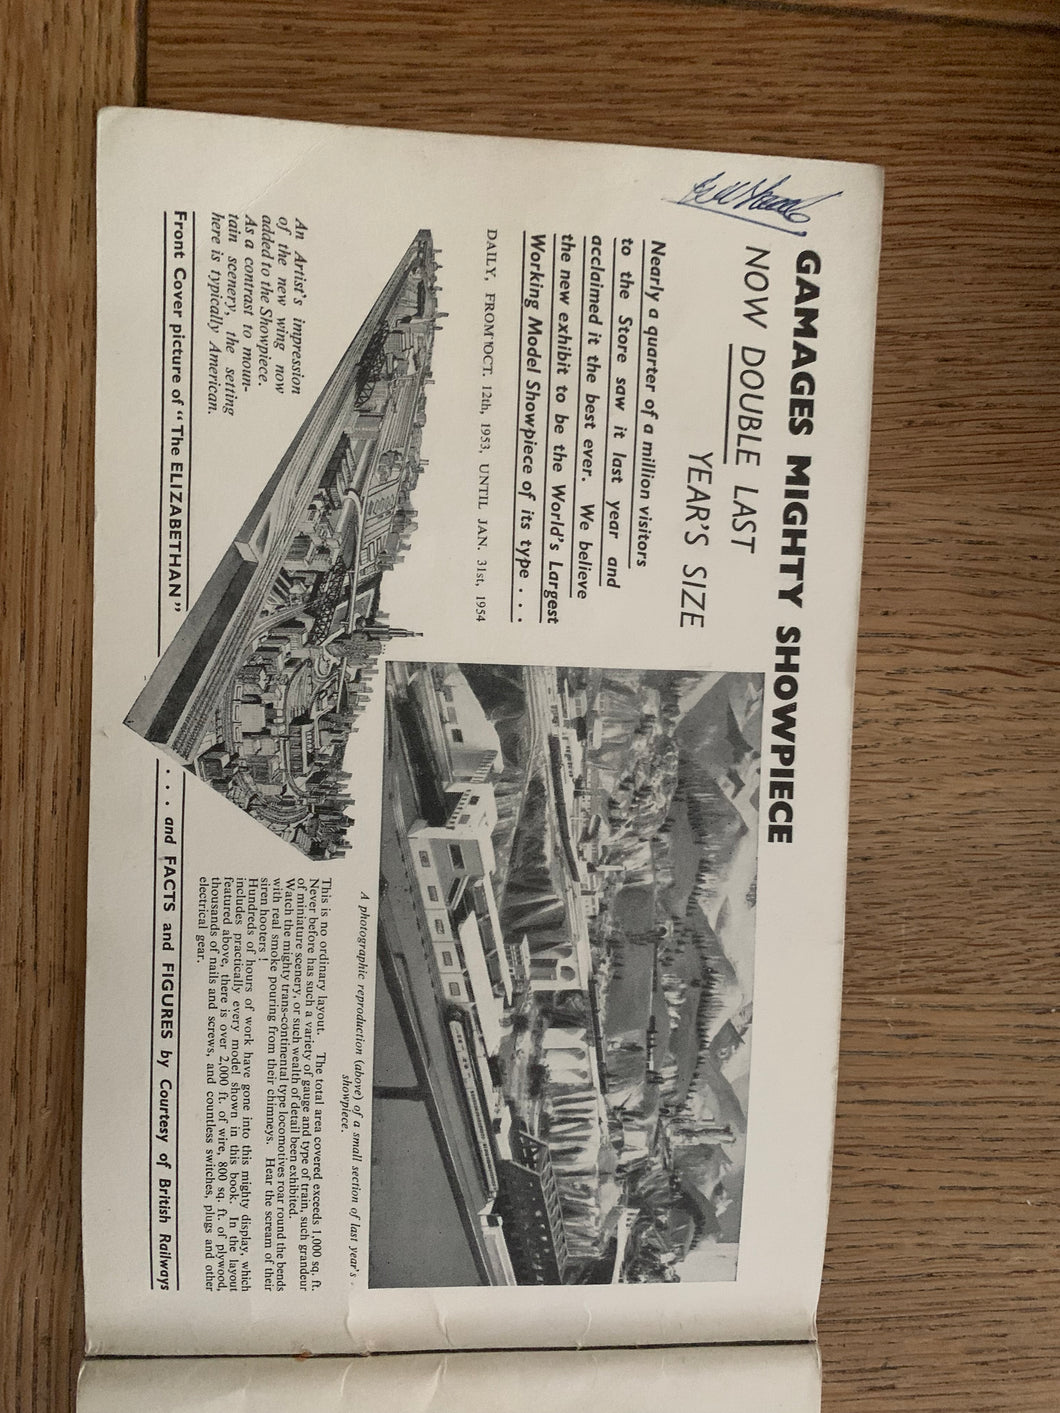 GAMAGES MIGHTY SHOWPIECE
NOW DOUBLE LAST
YEAR'S SIZE
Nearly a quarter of a million visitors
to the Store saw it last year and
acclaimed it the best ever. We believe
the new exhibit to be the World's Largest
Working Model Showpiece of its type . . .
DAILY, FROM OCT. 12th, 1953, UNTIL JAN. 31st, 1954
An Artist's impression
of the new wing now
added to the Showpiece.
As a contrast to moun-
tain scenery, the setting
here is typically American.
A photographic reproduction (above) of a small section of last year's
showpiece.
This is no ordinary layout. The total area covered exceeds 1,000 sq. ft.
Never before has such a variety of gauge and type of train, such grandeur
of miniature scenery, or such wealth of detail been exhibited.
Watch the mighty trans-continental type locomotives roar round the bends
with real smoke pouring from their chimneys. Hear the scream of their
siren hooters !
Hundreds of hours of work have gone into this mighty display, which
includes practically every model shown in this book. In the layout
featured above, there is over 2,000 ft. of wire, 800 sq. ft. of plywood,
thousands of nails and screws, and countless switches, plugs and other
electrical gear.
Front Cover picture of "The ELIZABETHAN"
. . . and FACTS and FIGURES by Courtesy of British Railways